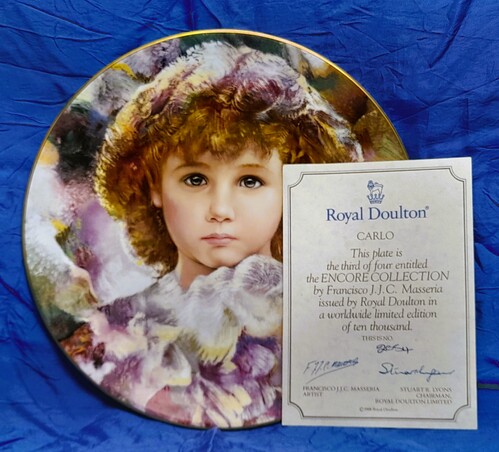 Royal Doulton®
CARLO
This plate is
the third of four entitled
the ENCORE COLLECTION
by Francisco J.J.C. Masseria
issued by Royal Doulton in
a worldwide limited edition
of ten thousand.
THIS IS NO.
FRANCISCO J.J.C. MASSERIA
ARTIST
STUART R. LYONS
CHAIRMAN,
ROYAL DOULTON LIMITED
Royal Doulton